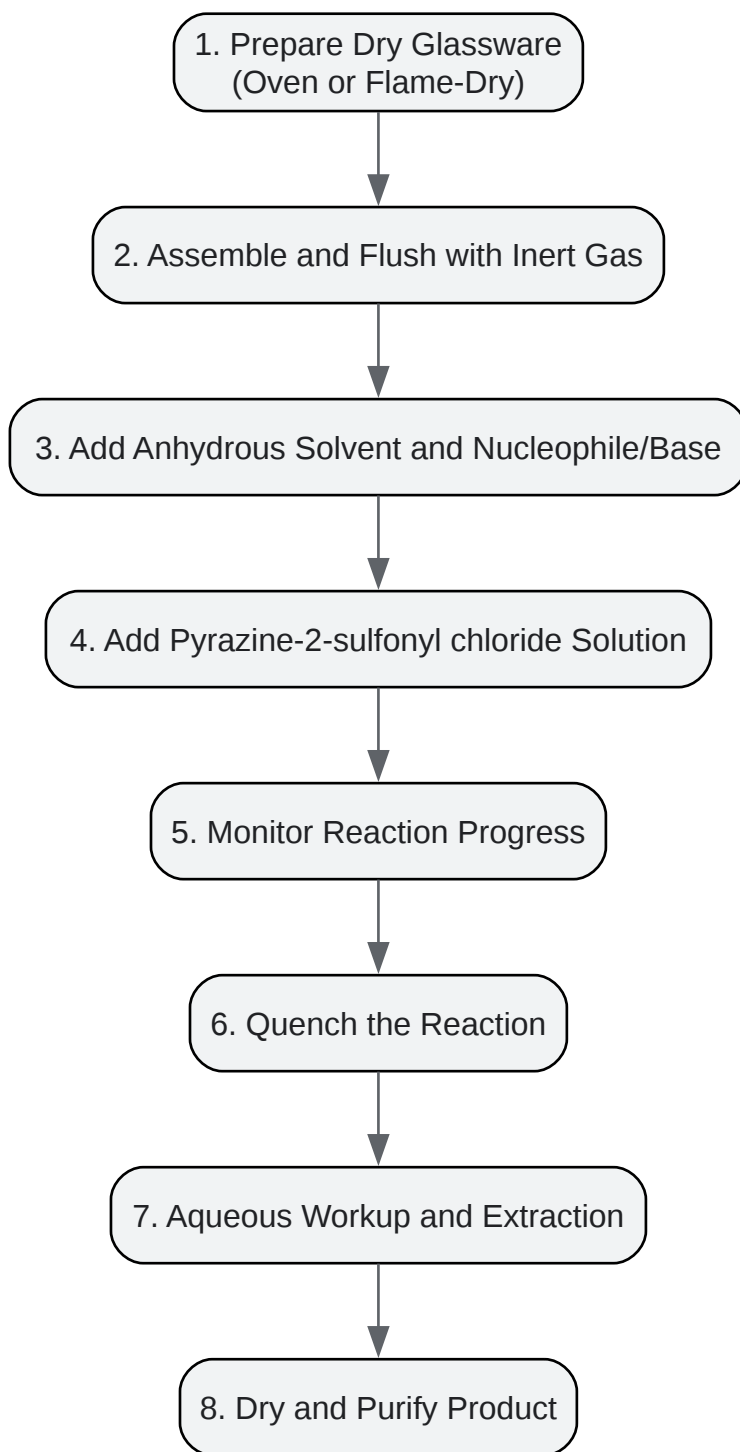 1. Prepare Dry Glassware
(Oven or Flame-Dry)
2. Assemble and Flush with Inert Gas
3. Add Anhydrous Solvent and Nucleophile/Base
4. Add Pyrazine-2-sulfonyl chloride Solution
5. Monitor Reaction Progress
6. Quench the Reaction
7. Aqueous Workup and Extraction
8. Dry and Purify Product